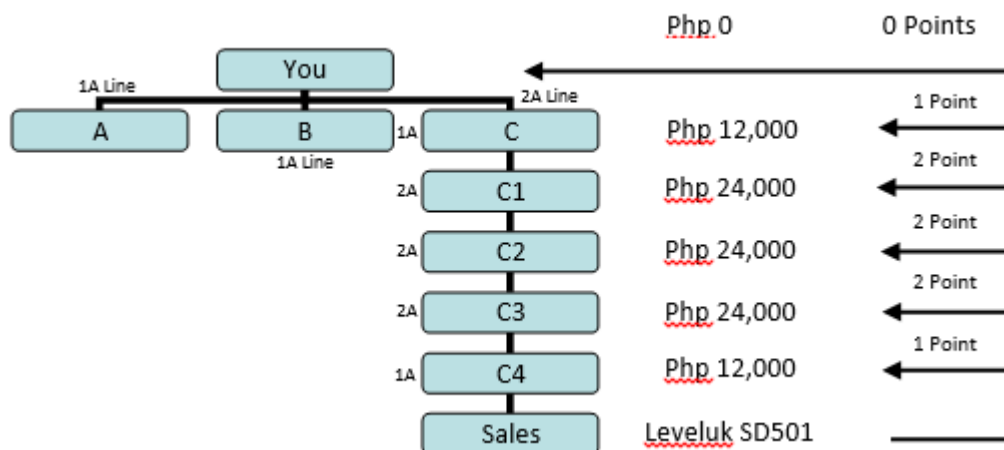 Php 0 0 Points
You
1A Line
2A Line
1 Point
A B 1A C Php 12,000
1A Line
2 Point
2A C1 Php 24,000
2 Point
2A C2 Php 24,000
2 Point
2A C3 Php 24,000
1 Point
1A C4 Php 12,000
Sales Leveluk SD501